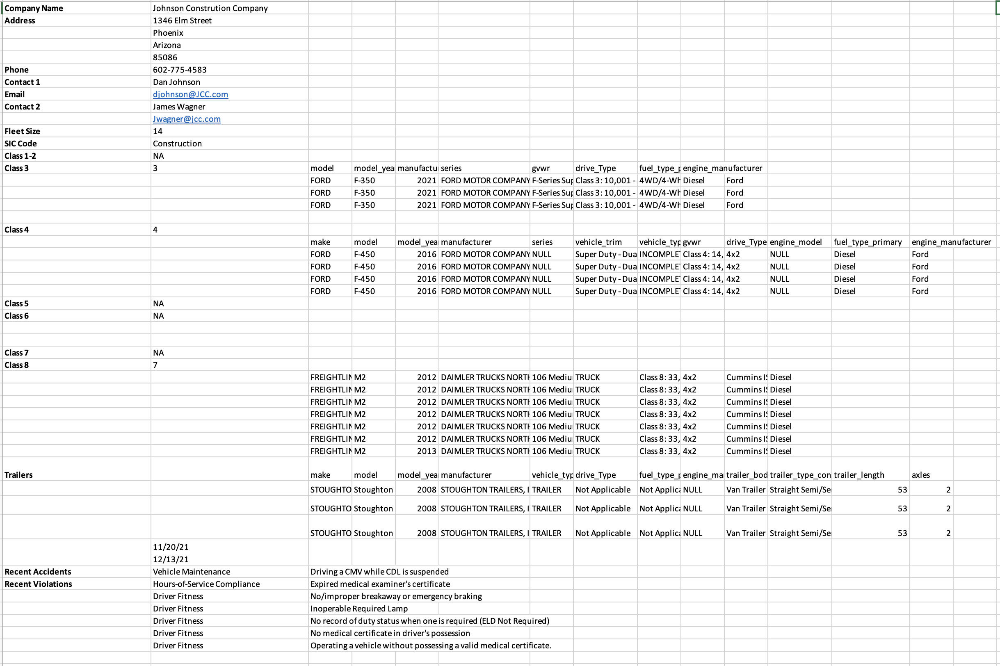 Company Name Johnson Constrution Company
Address 1346 Elm Street
Phoenix
Arizona
85086
Phone 602-775-4583
Contact 1 Dan Johnson
Email djohnson@JCC.com
Contact 2 James Wagner
Jwagner@jcc.com
Fleet Size 14
SIC Code Construction
Class 1-2 NA
Class 3 3 model model_yea manufactu series gvwr drive_Type fuel_type_p engine_manufacturer
FORD F-350 2021 FORD MOTOR COMPANY F-Series Sup Class 3: 10,001 - 4WD/4-Wh Diesel Ford
FORD F-350 2021 FORD MOTOR COMPANY F-Series Sup Class 3: 10,001 - 4WD/4-Wh Diesel Ford
FORD F-350 2021 FORD MOTOR COMPANY F-Series Sup Class 3: 10,001 - 4WD/4-Wh Diesel Ford
Class 4 4
make model model_yea manufacturer series vehicle_trim vehicle_typ gvwr drive_Type engine_model fuel_type_primary engine_manufacturer
FORD F-450 2016 FORD MOTOR COMPANY NULL Super Duty - Dua INCOMPLET Class 4: 14, 4x2 NULL Diesel Ford
FORD F-450 2016 FORD MOTOR COMPANY NULL Super Duty - Dua INCOMPLET Class 4: 14, 4x2 NULL Diesel Ford
FORD F-450 2016 FORD MOTOR COMPANY NULL Super Duty - Dua INCOMPLET Class 4: 14, 4x2 NULL Diesel Ford
FORD F-450 2016 FORD MOTOR COMPANY NULL Super Duty - Dua INCOMPLET Class 4: 14, 4x2 NULL Diesel Ford
Class 5 NA
Class 6 NA
Class 7 NA
Class 8 7
FREIGHTLIN M2 2012 DAIMLER TRUCKS NORTH 106 Mediu TRUCK Class 8: 33, 4x2 Cummins IS Diesel
FREIGHTLIN M2 2012 DAIMLER TRUCKS NORTH 106 Mediu TRUCK Class 8: 33, 4x2 Cummins IS Diesel
FREIGHTLIN M2 2012 DAIMLER TRUCKS NORTH 106 Mediu TRUCK Class 8: 33, 4x2 Cummins IS Diesel
FREIGHTLIN M2 2012 DAIMLER TRUCKS NORTH 106 Mediu TRUCK Class 8: 33, 4x2 Cummins IS Diesel
FREIGHTLIN M2 2012 DAIMLER TRUCKS NORTH 106 Mediu TRUCK Class 8: 33, 4x2 Cummins IS Diesel
FREIGHTLIN M2 2012 DAIMLER TRUCKS NORTH 106 Mediu TRUCK Class 8: 33, 4x2 Cummins IS Diesel
FREIGHTLIN M2 2013 DAIMLER TRUCKS NORTH 106 Mediu TRUCK Class 8: 33, 4x2 Cummins IS Diesel
Trailers make model model_yea manufacturer vehicle_typ drive_Type fuel_type_p engine_ma trailer_bod trailer_type_con trailer_length axles
STOUGHTO Stoughton 2008 STOUGHTON TRAILERS, I TRAILER Not Applicable Not Applica NULL Van Trailer Straight Semi/Se 53 2
STOUGHTO Stoughton 2008 STOUGHTON TRAILERS, I TRAILER Not Applicable Not Applica NULL Van Trailer Straight Semi/Se 53 2
STOUGHTO Stoughton 2008 STOUGHTON TRAILERS, I TRAILER Not Applicable Not Applica NULL Van Trailer Straight Semi/Se 53 2
11/20/21
12/13/21
Recent Accidents Vehicle Maintenance Driving a CMV while CDL is suspended
Recent Violations Hours-of-Service Compliance Expired medical examiner's certificate
Driver Fitness No/improper breakaway or emergency braking
Driver Fitness Inoperable Required Lamp
Driver Fitness No record of duty status when one is required (ELD Not Required)
Driver Fitness No medical certificate in driver's possession
Driver Fitness Operating a vehicle without possessing a valid medical certificate.